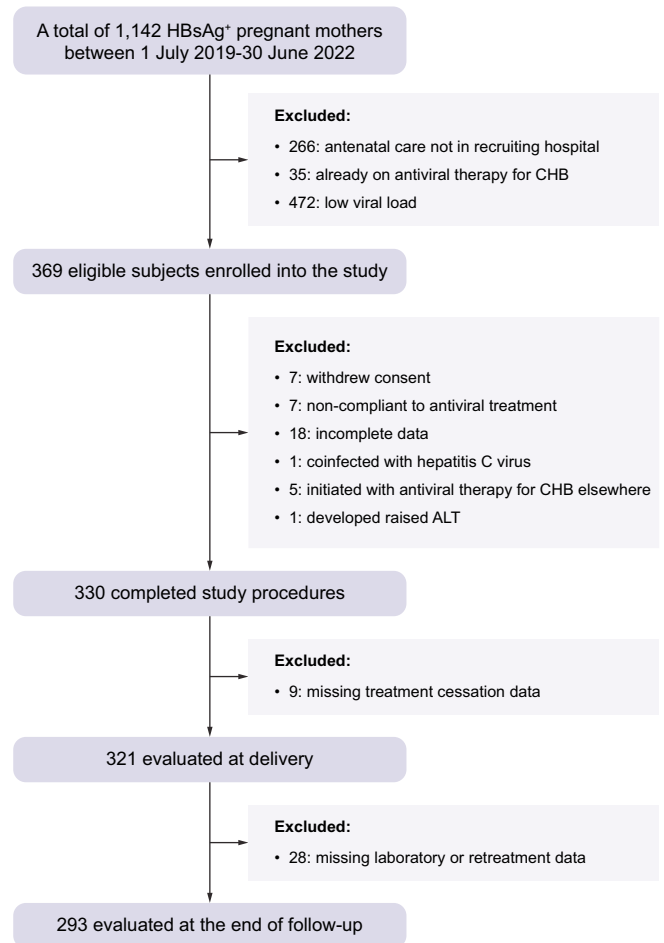 A total of 1,142 HBsAg⁺ pregnant mothers
between 1 July 2019-30 June 2022
Excluded:
• 266: antenatal care not in recruiting hospital
• 35: already on antiviral therapy for CHB
• 472: low viral load
369 eligible subjects enrolled into the study
Excluded:
• 7: withdrew consent
• 7: non-compliant to antiviral treatment
• 18: incomplete data
• 1: coinfected with hepatitis C virus
• 5: initiated with antiviral therapy for CHB elsewhere
• 1: developed raised ALT
330 completed study procedures
Excluded:
• 9: missing treatment cessation data
321 evaluated at delivery
Excluded:
• 28: missing laboratory or retreatment data
293 evaluated at the end of follow-up